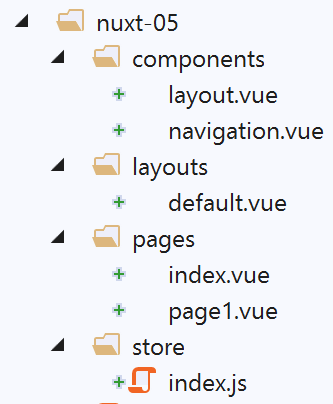 nuxt-05
components
layout.vue
navigation.vue
layouts
default.vue
pages
index.vue
page1.vue
store
index.js